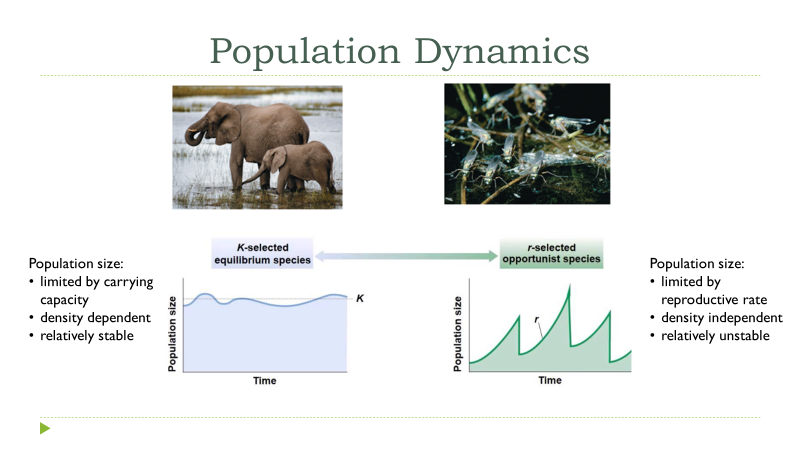 Population Dynamics
K-selected
equilibrium species
r-selected
opportunist species
Population size:
• limited by carrying
capacity
• density dependent
• relatively stable
Population size
K
Time
Population size
r
Time
Population size:
• limited by
reproductive rate
• density independent
• relatively unstable